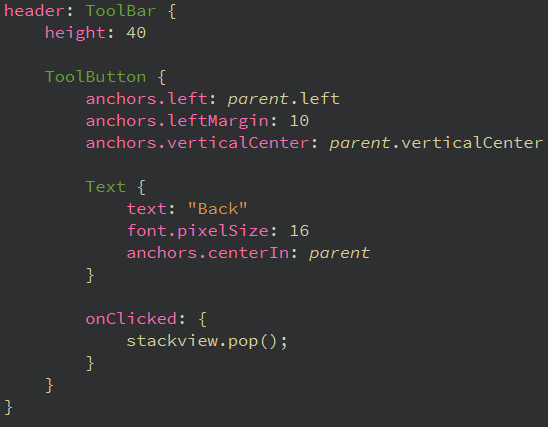 header: ToolBar {
    height: 40

    ToolButton {
        anchors.left: parent.left
        anchors.leftMargin: 10
        anchors.verticalCenter: parent.verticalCenter

        Text {
            text: "Back"
            font.pixelSize: 16
            anchors.centerIn: parent
        }

        onClicked: {
            stackview.pop();
        }
    }
}